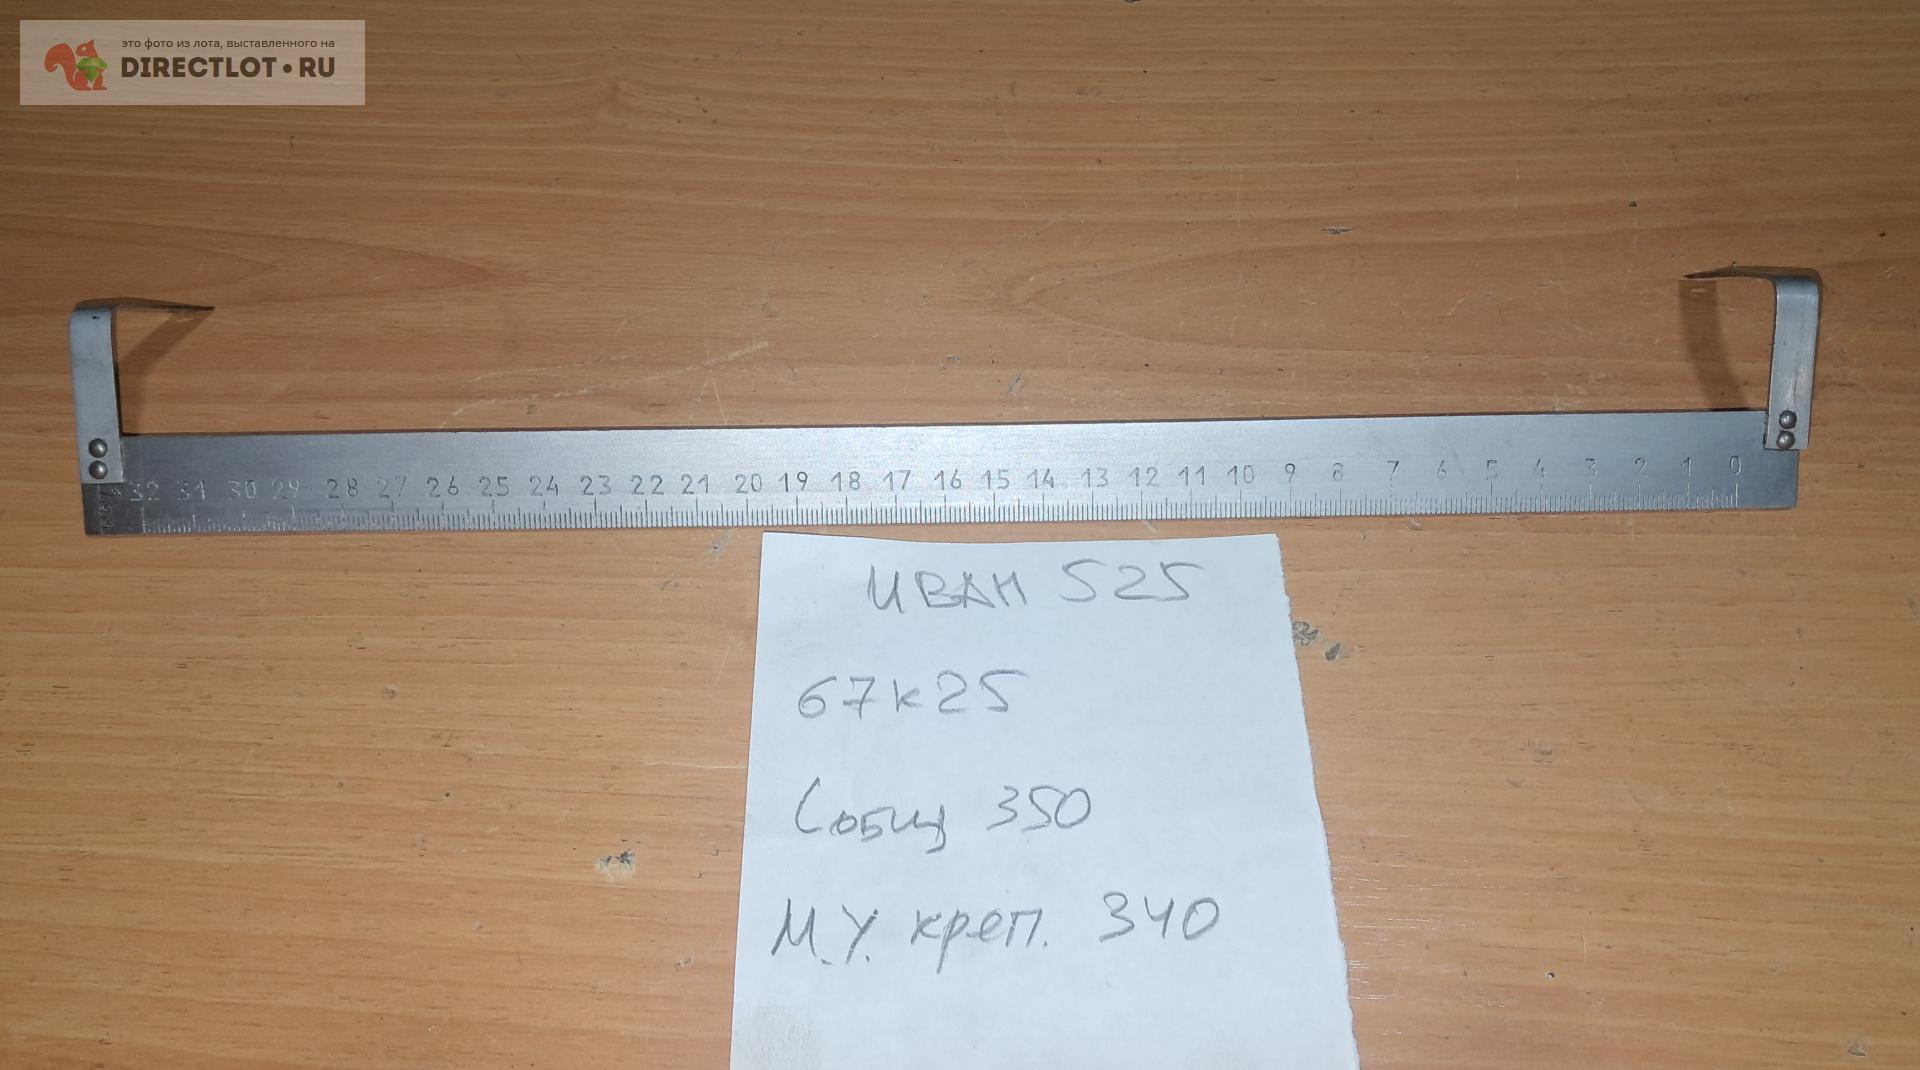 это фото из лота, выставленного на
DIRECTLOT•RU
32 31 30 29 28 27 26 25 24 23 22 21 20 19 18 17 16 15 14 13 12 11 10 9 8 7 6 5 4 3 2 1 0
ИВАН 525
67к25
Lобщ 350
М.У. креп. 340